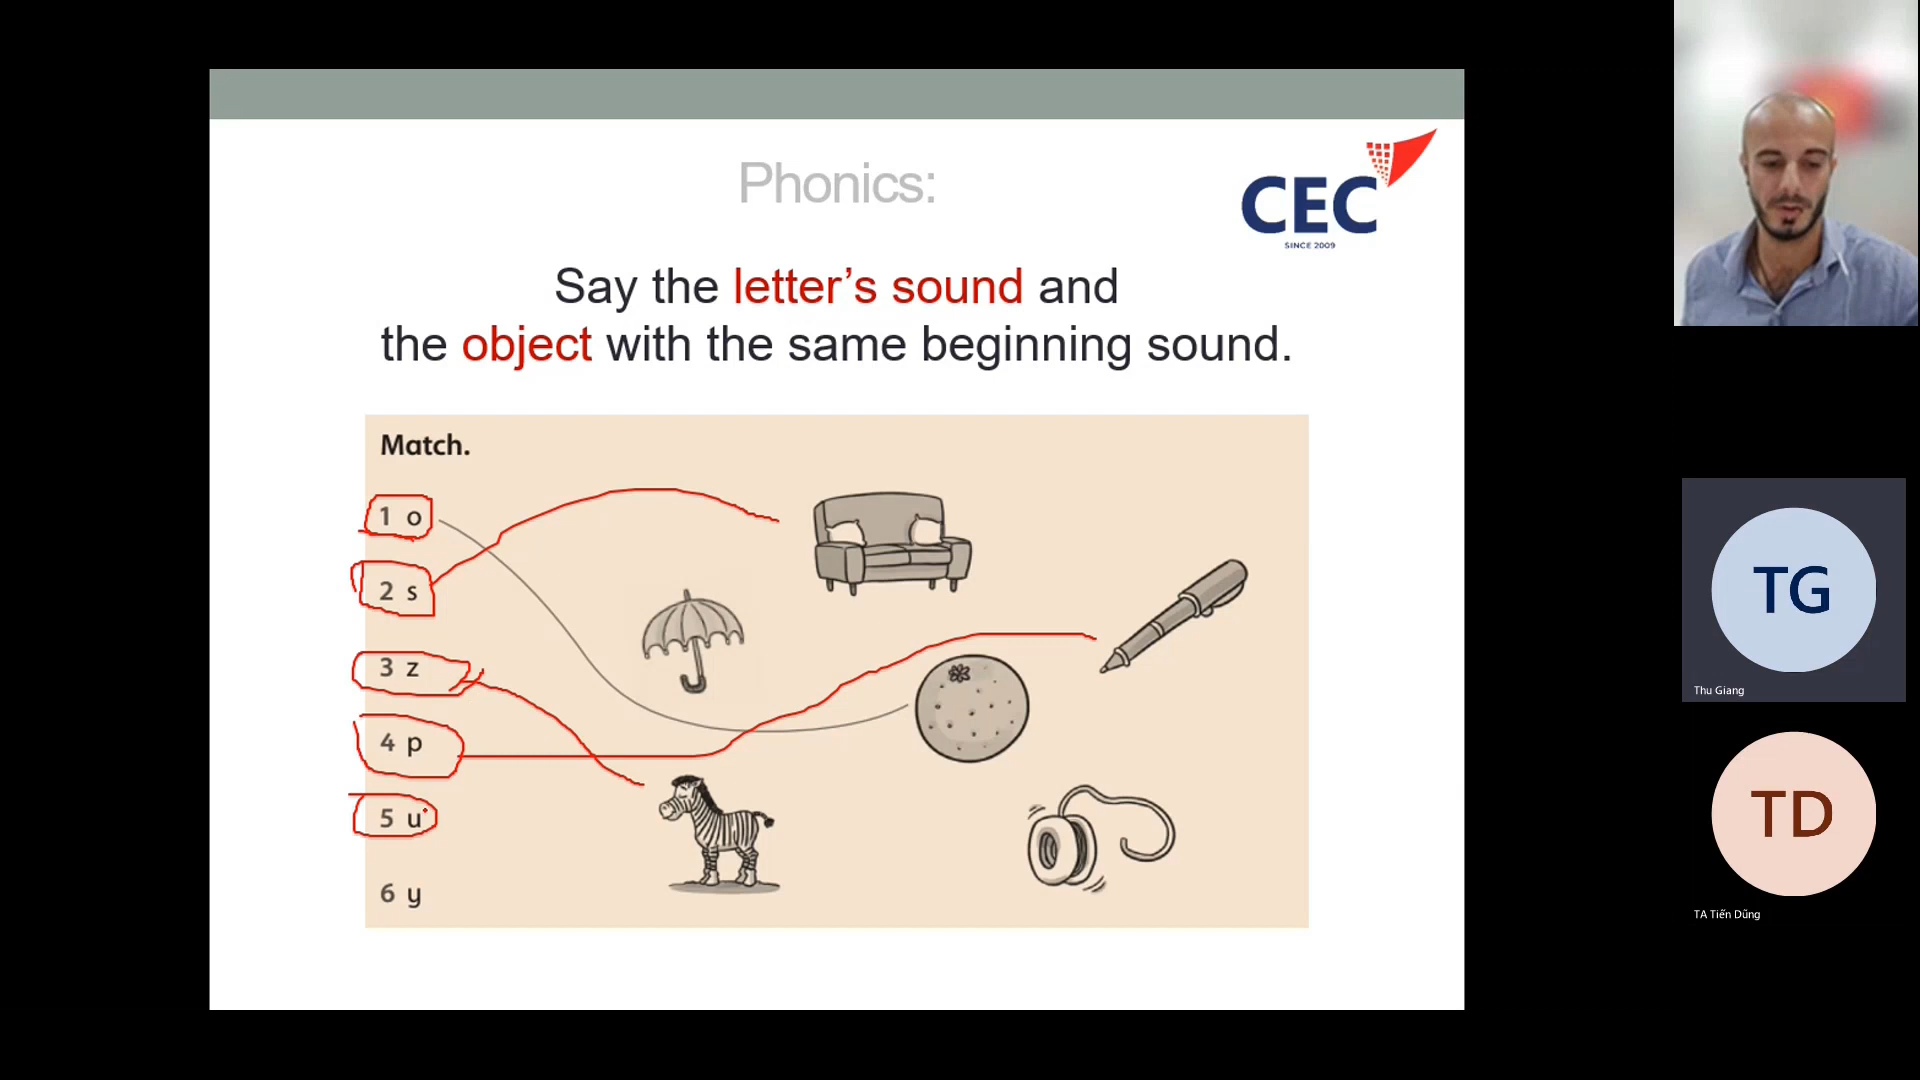 Phonics:
CEC
SINCE 2009
Say the letter’s sound and
the object with the same beginning sound.
Match.
1 o
2 s
3 z
4 p
5 u
6 y
TG
Thu Giang
TD
TA Tiến Dũng